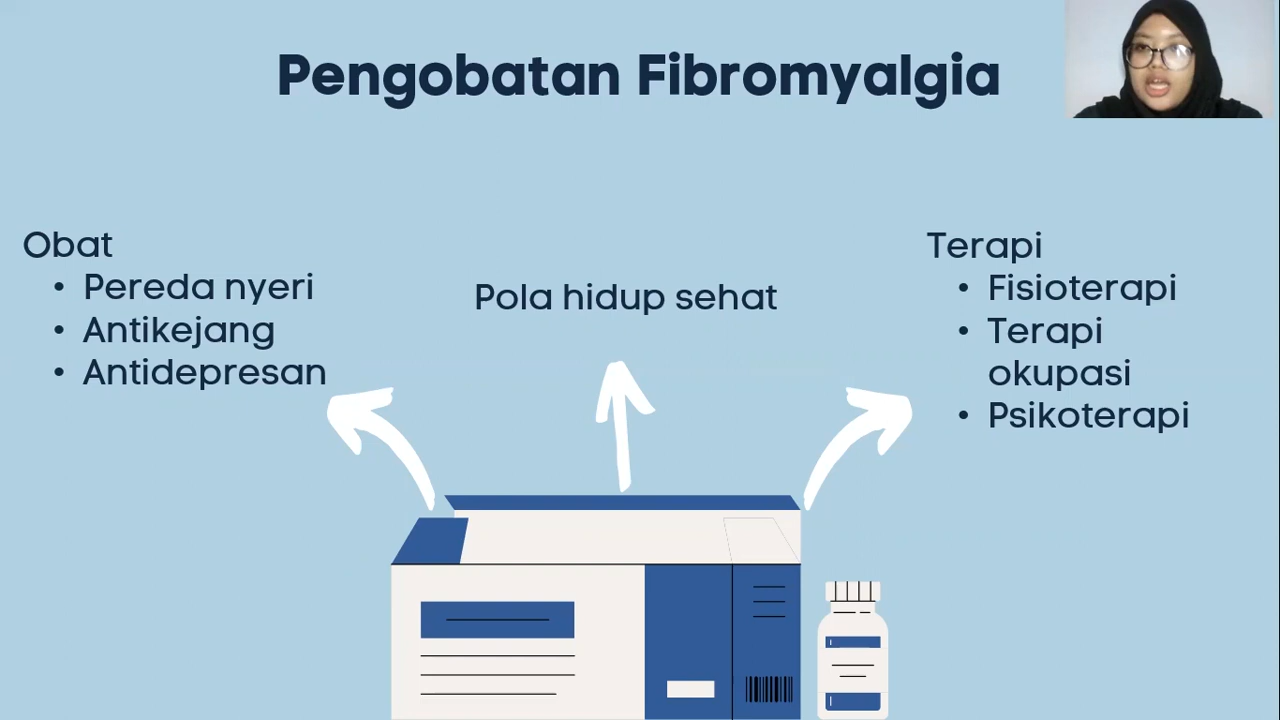 Pengobatan Fibromyalgia
Obat
• Pereda nyeri
• Antikejang
• Antidepresan
Pola hidup sehat
Terapi
• Fisioterapi
• Terapi
okupasi
• Psikoterapi